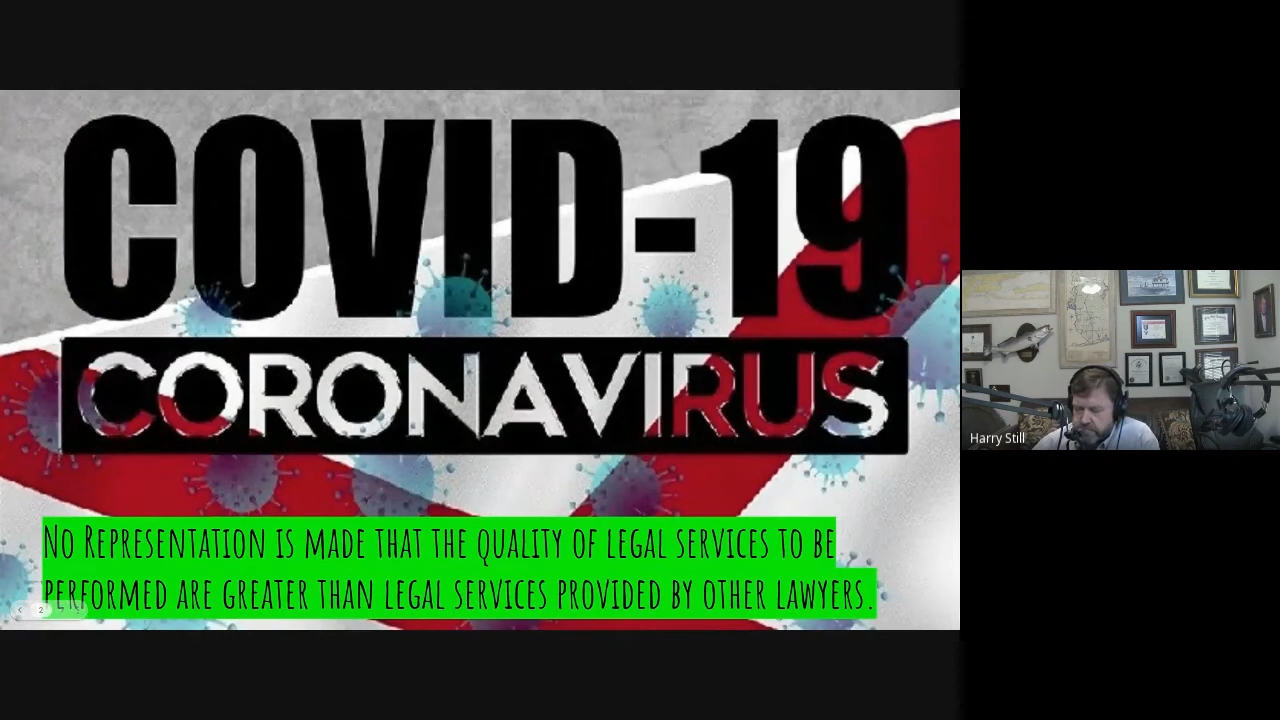 COVID-19
CORONAVIRUS
No Representation is made that the quality of legal services to be
performed are greater than legal services provided by other lawyers.
2
Harry Still